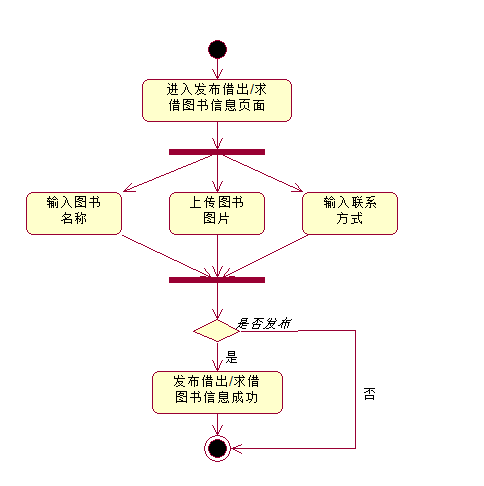 进入发布借出/求
借图书信息页面
输入图书
名称
上传图书
图片
输入联系
方式
是否发布
是
否
发布借出/求借
图书信息成功